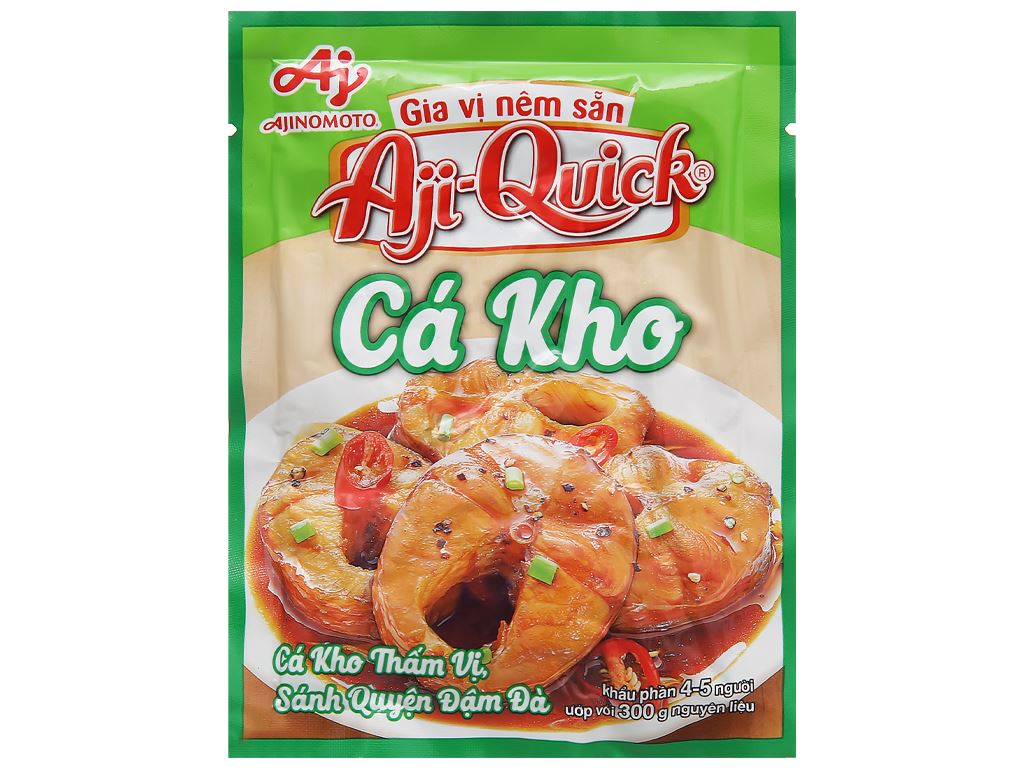 Aj
AJINOMOTO®
Gia vị nêm sẵn
Aji-Quick®
Cá Kho
Cá Kho Thấm Vị,
Sánh Quyện Đậm Đà
khẩu phần 4-5 người
ướp với 300 g nguyên liệu